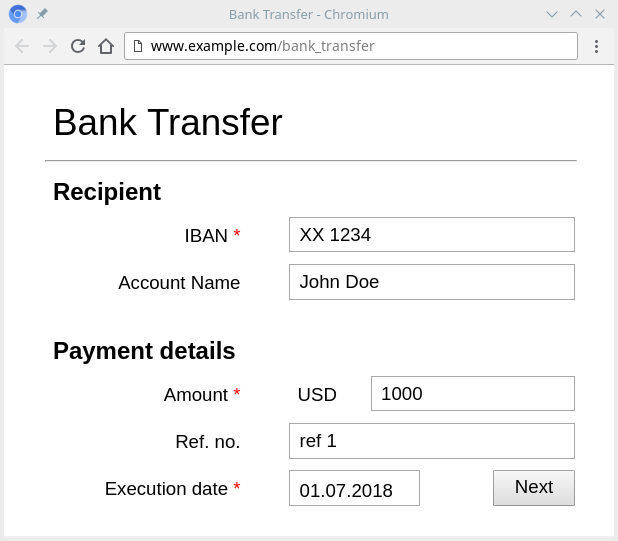 Bank Transfer - Chromium
www.example.com/bank_transfer
Bank Transfer
Recipient
IBAN * XX 1234
Account Name John Doe
Payment details
Amount * USD 1000
Ref. no. ref 1
Execution date * 01.07.2018 Next